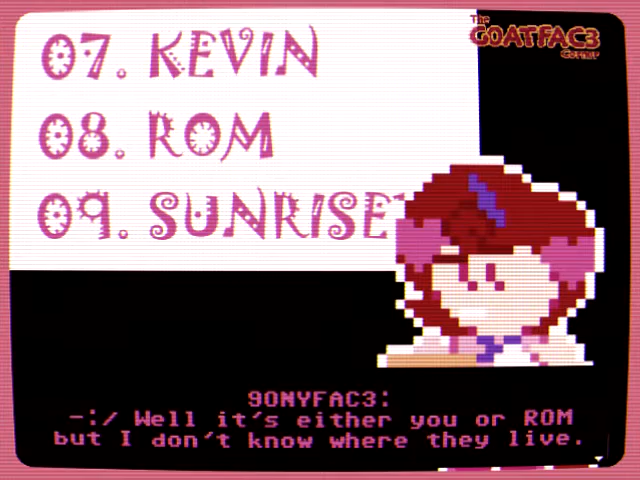 The
GOATFAC3
Corner
07. KEVIN
08. ROM
09. SUNRISE
9ONYFAC3:
-:/ Well it's either you or ROM
but I don't know where they live.